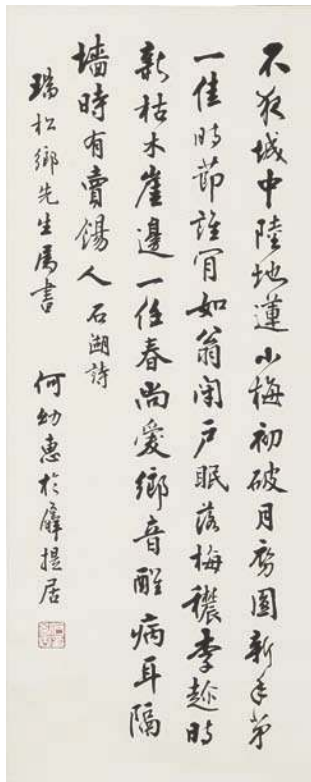 不夜城中陸地蓮小梅初破月方圓新年第
一佳時節誰肎如翁閉戶眠落梅穠李趁時
新枯木崖邊一任春尚愛鄉音醒病耳隔
墻時有賣餳人石湖詩
瑞松鄉先生屬書 何幼惠於
居